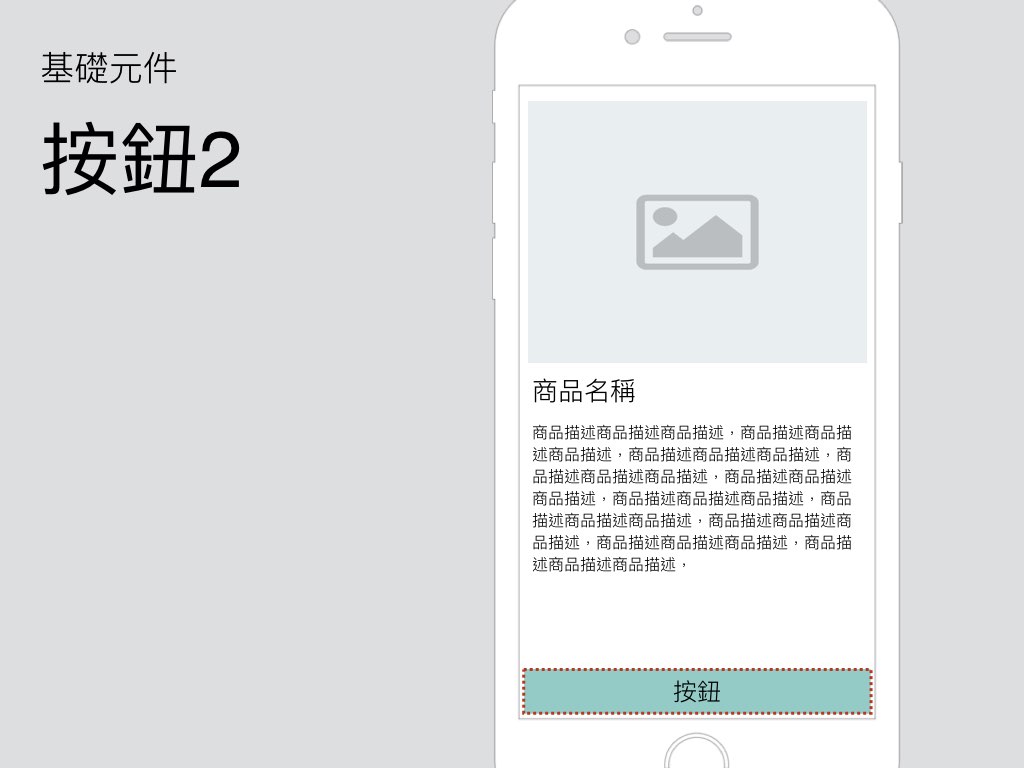 基礎元件
按鈕2
商品名稱
商品描述商品描述商品描述，商品描述商品描
述商品描述，商品描述商品描述商品描述，商
品描述商品描述商品描述，商品描述商品描述
商品描述，商品描述商品描述商品描述，商品
描述商品描述商品描述，商品描述商品描述商
品描述，商品描述商品描述商品描述，商品描
述商品描述商品描述，
按鈕